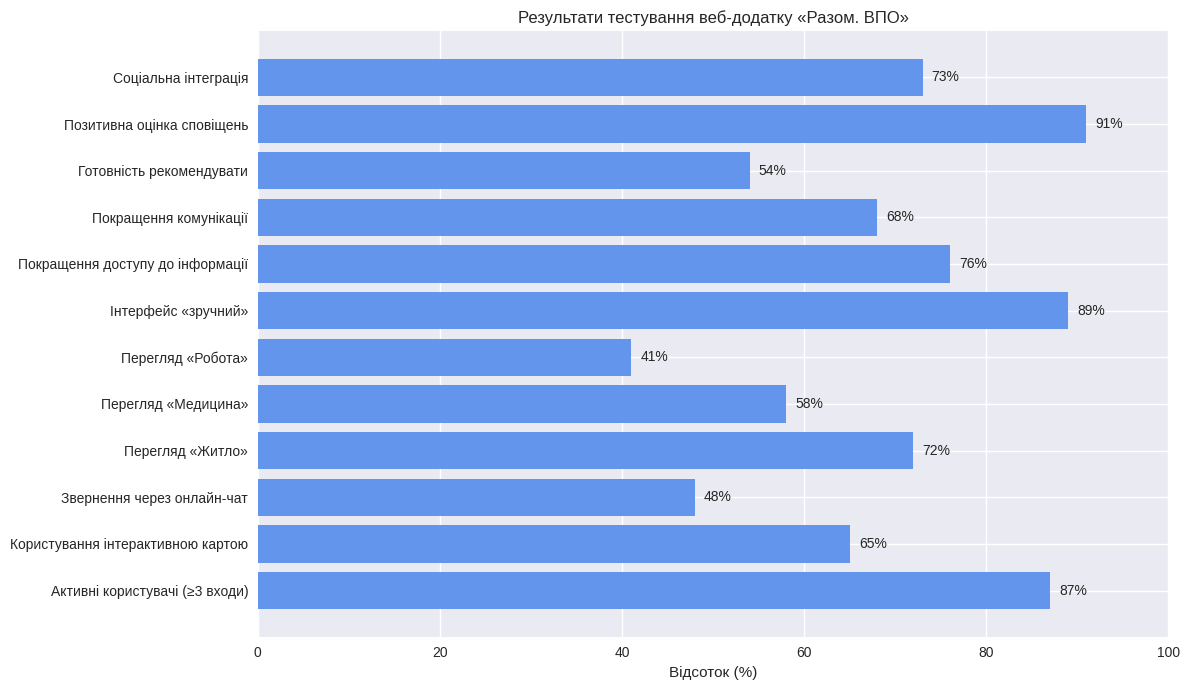 Результати тестування веб-додатку «Разом. ВПО»
Соціальна інтеграція
73%
Позитивна оцінка сповіщень
91%
Готовність рекомендувати
54%
Покращення комунікації
68%
Покращення доступу до інформації
76%
Інтерфейс «зручний»
89%
Перегляд «Робота»
41%
Перегляд «Медицина»
58%
Перегляд «Житло»
72%
Звернення через онлайн-чат
48%
Користування інтерактивною картою
65%
Активні користувачі (≥3 входи)
87%
0 20 40 60 80 100
Відсоток (%)